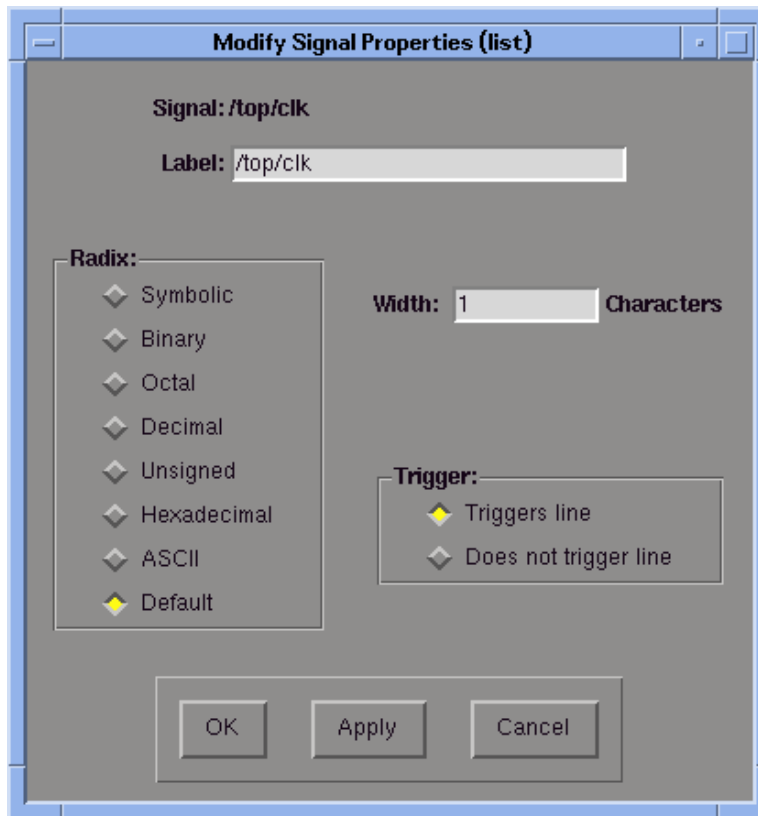 Modify Signal Properties (list)
Signal: /top/clk
Label: /top/clk
Radix:
Symbolic
Binary
Octal
Decimal
Unsigned
Hexadecimal
ASCII
Default
Width: 1 Characters
Trigger:
Triggers line
Does not trigger line
OK Apply Cancel